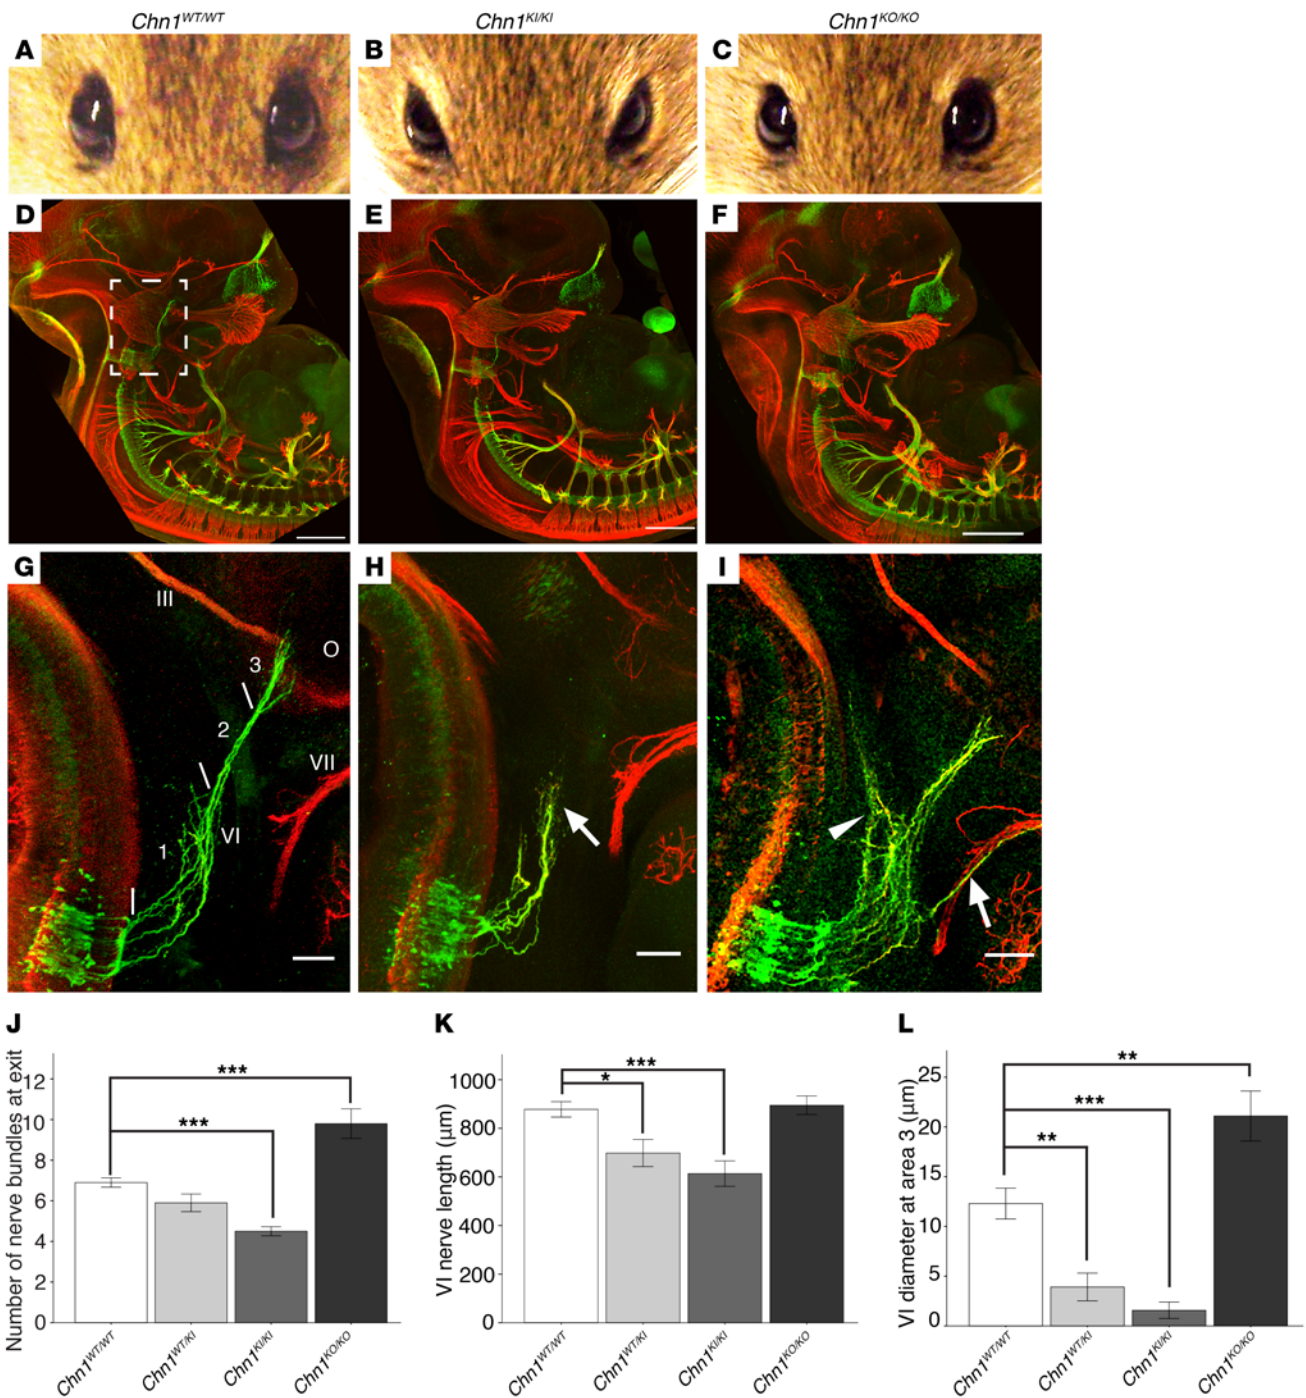 Chn1WT/WT
Chn1KI/KI
Chn1KO/KO
A
B
C
D
E
F
G
H
I
III
O
3
2
VII
VI
1
J
K
L
Number of nerve bundles at exit
12
10
8
6
4
2
0
***
***
Chn1WT/WT
Chn1WT/KI
Chn1KI/KI
Chn1KO/KO
VI nerve length (µm)
1000
800
600
400
200
0
***
*
Chn1WT/WT
Chn1WT/KI
Chn1KI/KI
Chn1KO/KO
VI diameter at area 3 (µm)
25
20
15
10
5
0
**
***
**
Chn1WT/WT
Chn1WT/KI
Chn1KI/KI
Chn1KO/KO